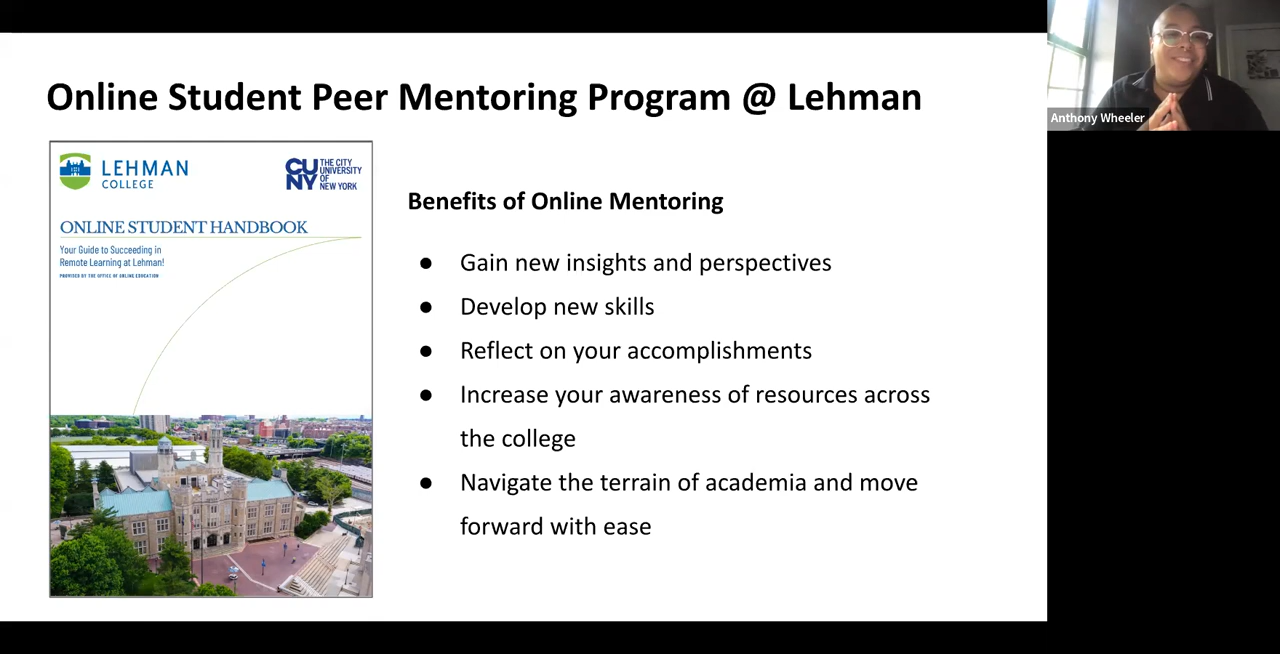 Online Student Peer Mentoring Program @ Lehman
Anthony Wheeler
LEHMAN
COLLEGE
CU
NY
THE CITY
UNIVERSITY
OF
NEW YORK
ONLINE STUDENT HANDBOOK
Your Guide to Succeeding in
Remote Learning at Lehman!
PROVIDED BY THE OFFICE OF ONLINE EDUCATION
Benefits of Online Mentoring
● Gain new insights and perspectives
● Develop new skills
● Reflect on your accomplishments
● Increase your awareness of resources across
the college
● Navigate the terrain of academia and move
forward with ease